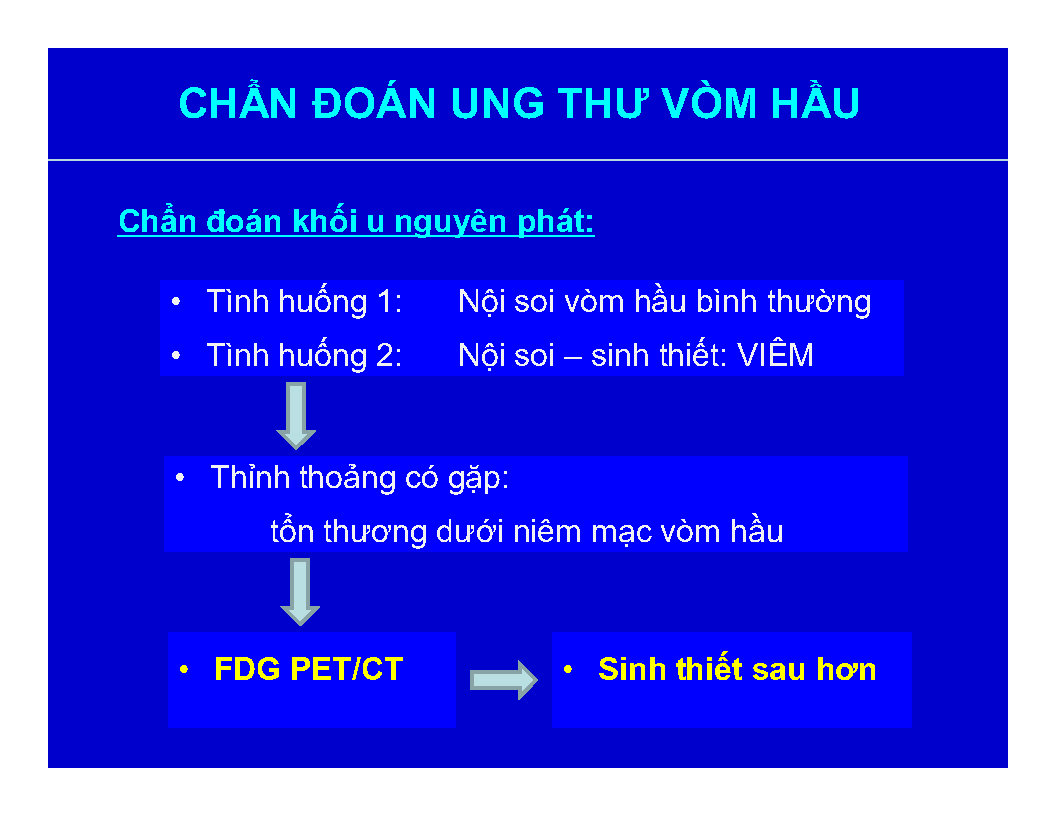 CHẨN ĐOÁN UNG THƯ VÒM HẦU
Chẩn đoán khối u nguyên phát:
• Tình huống 1: Nội soi vòm hầu bình thường
• Tình huống 2: Nội soi – sinh thiết: VIÊM
• Thỉnh thoảng có gặp:
tổn thương dưới niêm mạc vòm hầu
• FDG PET/CT
• Sinh thiết sau hơn